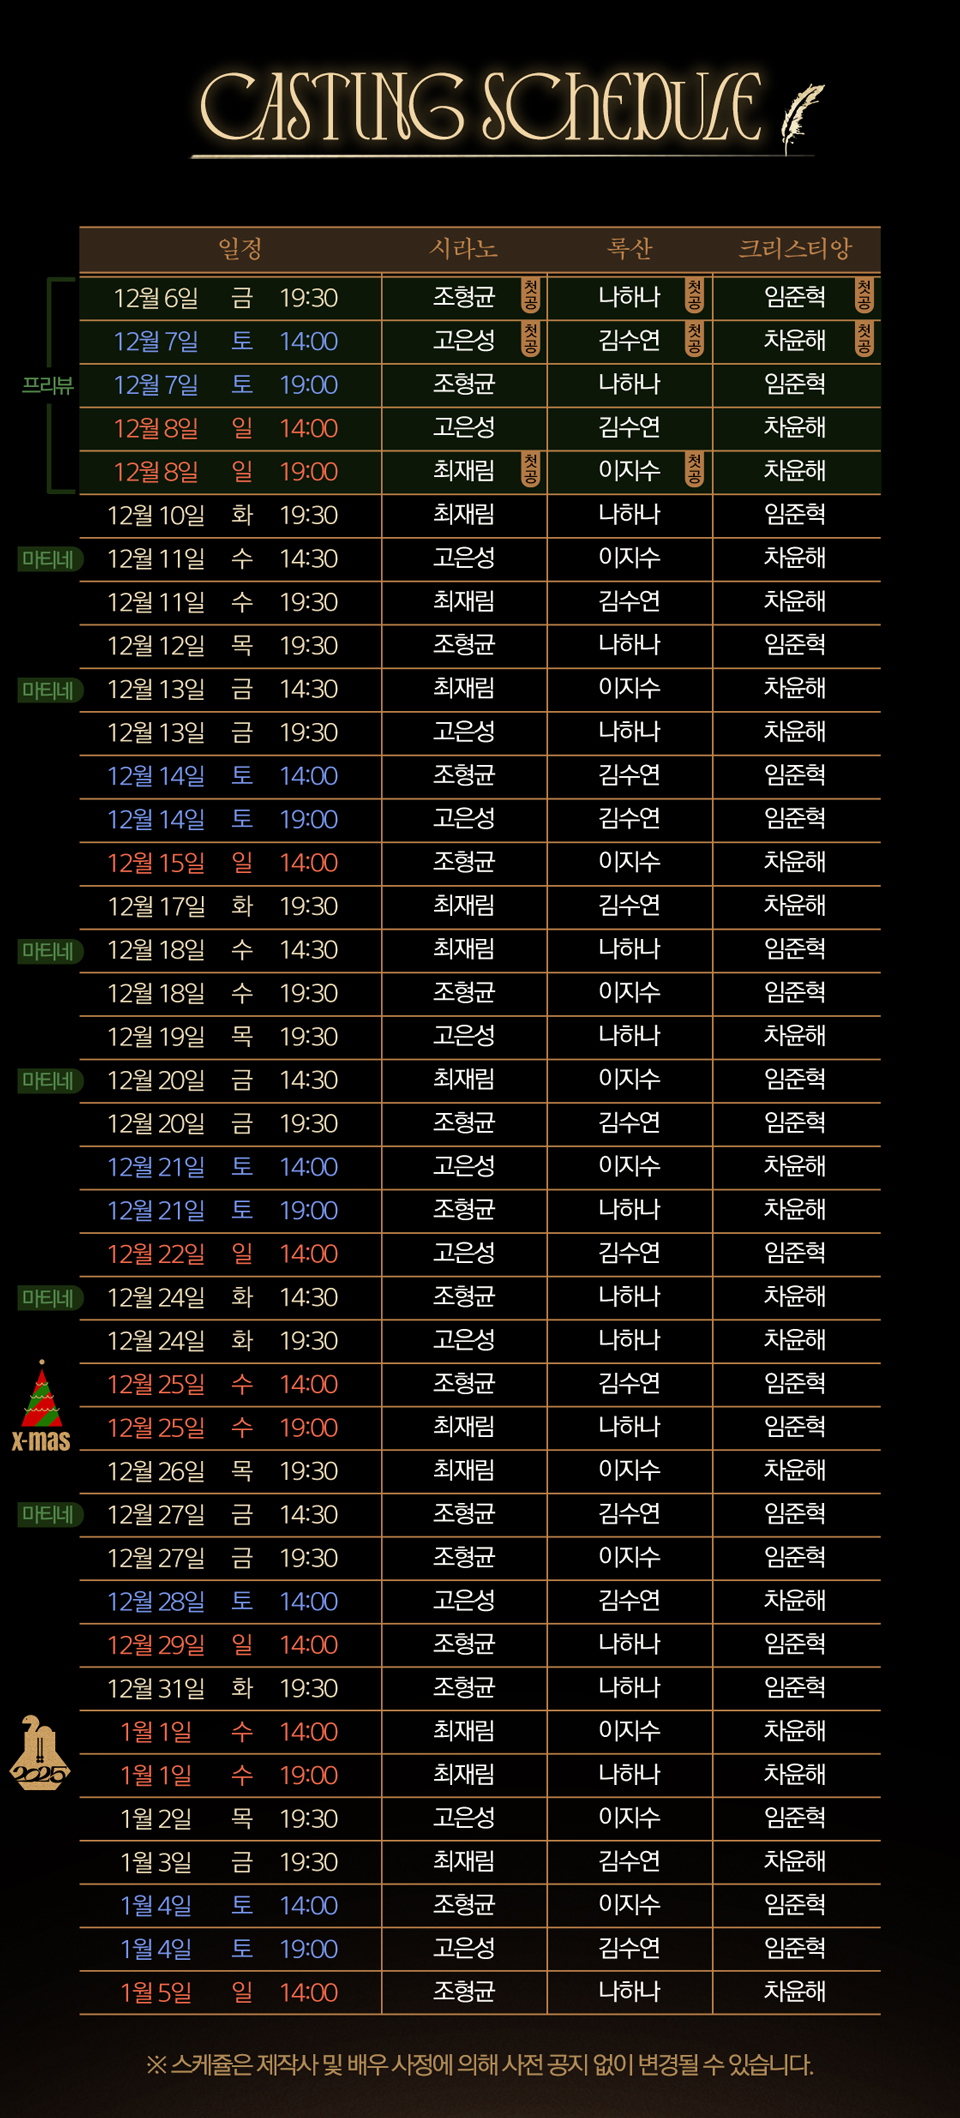 CASTING SCHEDULE
일정 시라노 록산 크리스티앙
12월 6일 금 19:30 조형균 첫공 나하나 첫공 임준혁 첫공
12월 7일 토 14:00 고은성 첫공 김수연 첫공 차윤해 첫공
프리뷰 12월 7일 토 19:00 조형균 나하나 임준혁
12월 8일 일 14:00 고은성 김수연 차윤해
12월 8일 일 19:00 최재림 첫공 이지수 첫공 차윤해
12월 10일 화 19:30 최재림 나하나 임준혁
마티네 12월 11일 수 14:30 고은성 이지수 차윤해
12월 11일 수 19:30 최재림 김수연 차윤해
12월 12일 목 19:30 조형균 나하나 임준혁
마티네 12월 13일 금 14:30 최재림 이지수 차윤해
12월 13일 금 19:30 고은성 나하나 차윤해
12월 14일 토 14:00 조형균 김수연 임준혁
12월 14일 토 19:00 고은성 김수연 임준혁
12월 15일 일 14:00 조형균 이지수 차윤해
12월 17일 화 19:30 최재림 김수연 차윤해
마티네 12월 18일 수 14:30 최재림 나하나 임준혁
12월 18일 수 19:30 조형균 이지수 임준혁
12월 19일 목 19:30 고은성 나하나 차윤해
마티네 12월 20일 금 14:30 최재림 이지수 임준혁
12월 20일 금 19:30 조형균 김수연 임준혁
12월 21일 토 14:00 고은성 이지수 차윤해
12월 21일 토 19:00 조형균 나하나 차윤해
12월 22일 일 14:00 고은성 김수연 임준혁
마티네 12월 24일 화 14:30 조형균 나하나 차윤해
12월 24일 화 19:30 고은성 나하나 차윤해
12월 25일 수 14:00 조형균 김수연 임준혁
x-mas 12월 25일 수 19:00 최재림 나하나 임준혁
12월 26일 목 19:30 최재림 이지수 차윤해
마티네 12월 27일 금 14:30 조형균 김수연 임준혁
12월 27일 금 19:30 조형균 이지수 임준혁
12월 28일 토 14:00 고은성 김수연 차윤해
12월 29일 일 14:00 조형균 나하나 임준혁
12월 31일 화 19:30 조형균 나하나 임준혁
1월 1일 수 14:00 최재림 이지수 차윤해
2025 1월 1일 수 19:00 최재림 나하나 차윤해
1월 2일 목 19:30 고은성 이지수 임준혁
1월 3일 금 19:30 최재림 김수연 차윤해
1월 4일 토 14:00 조형균 이지수 임준혁
1월 4일 토 19:00 고은성 김수연 임준혁
1월 5일 일 14:00 조형균 나하나 차윤해
※ 스케줄은 제작사 및 배우 사정에 의해 사전 공지 없이 변경될 수 있습니다.